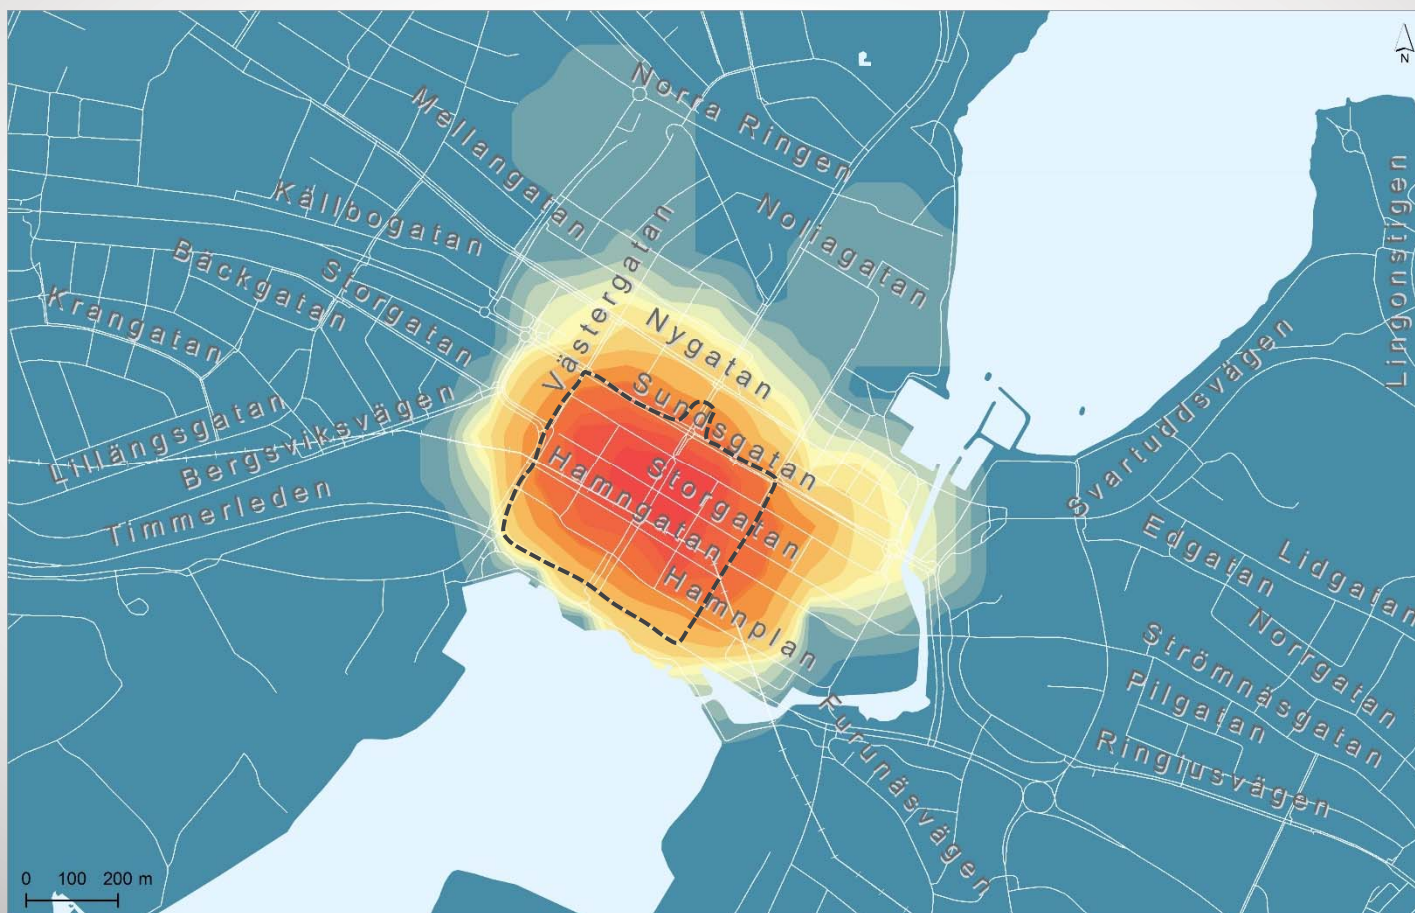 N
Norra Ringen
Mellangatan
Lingonstigen
Källbogatan
Noliagatan
Västergatan
Bäckgatan
Storgatan
Krangatan
Nygatan
Svartuddsvägen
Sundsgatan
Lillängsgatan
Bergsviksvägen
Storgatan
Hamngatan
Timmerleden
Edgatan
Lidgatan
Hamnplan
Norrgatan
Strömnäsgatan
Pilgatan
Furunäsvägen
Ringiusvägen
0 100 200 m